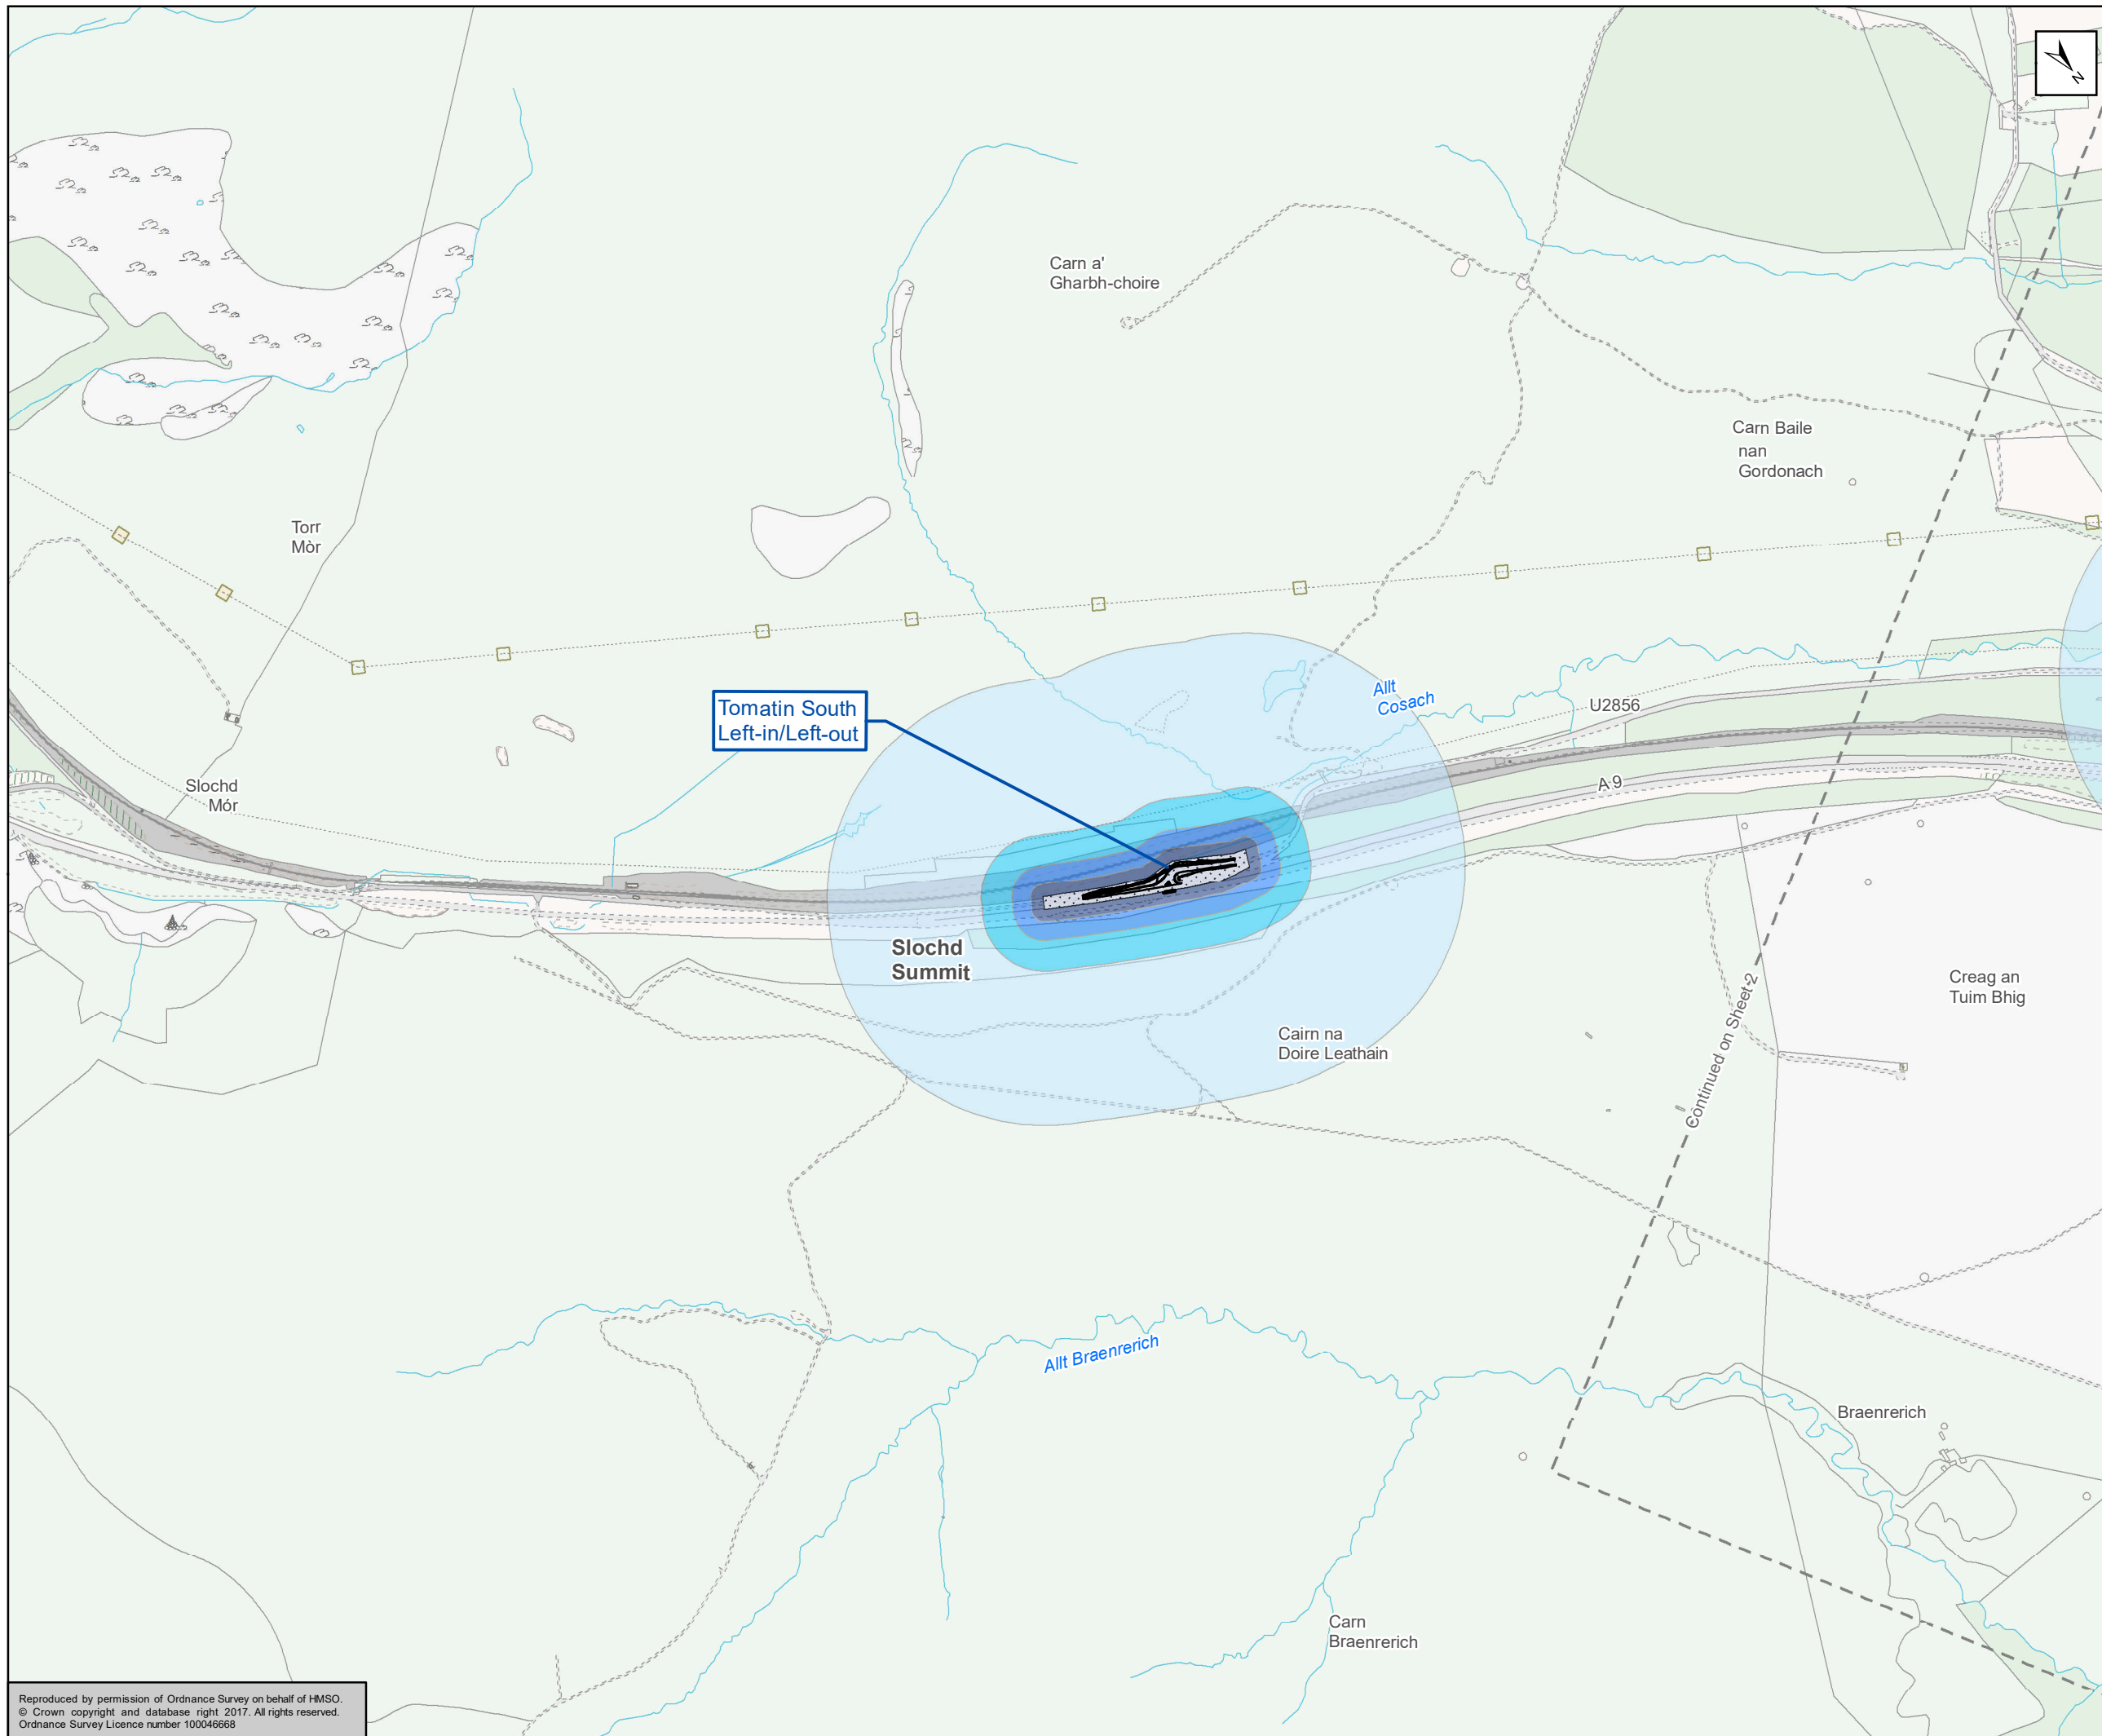 N
Carn a'
Gharbh-choire
Carn Baile
nan
Gordonach
Torr
Mòr
Tomatin South
Left-in/Left-out
Allt
Cosach
U2856
Slochd
Mór
A 9
Slochd
Summit
Creag an
Tuim Bhig
Cairn na
Doire Leathain
Continued on Sheet 2
Allt Braenrerich
Braenrerich
Carn
Braenrerich
Reproduced by permission of Ordnance Survey on behalf of HMSO.
© Crown copyright and database right 2017. All rights reserved.
Ordnance Survey Licence number 100046668